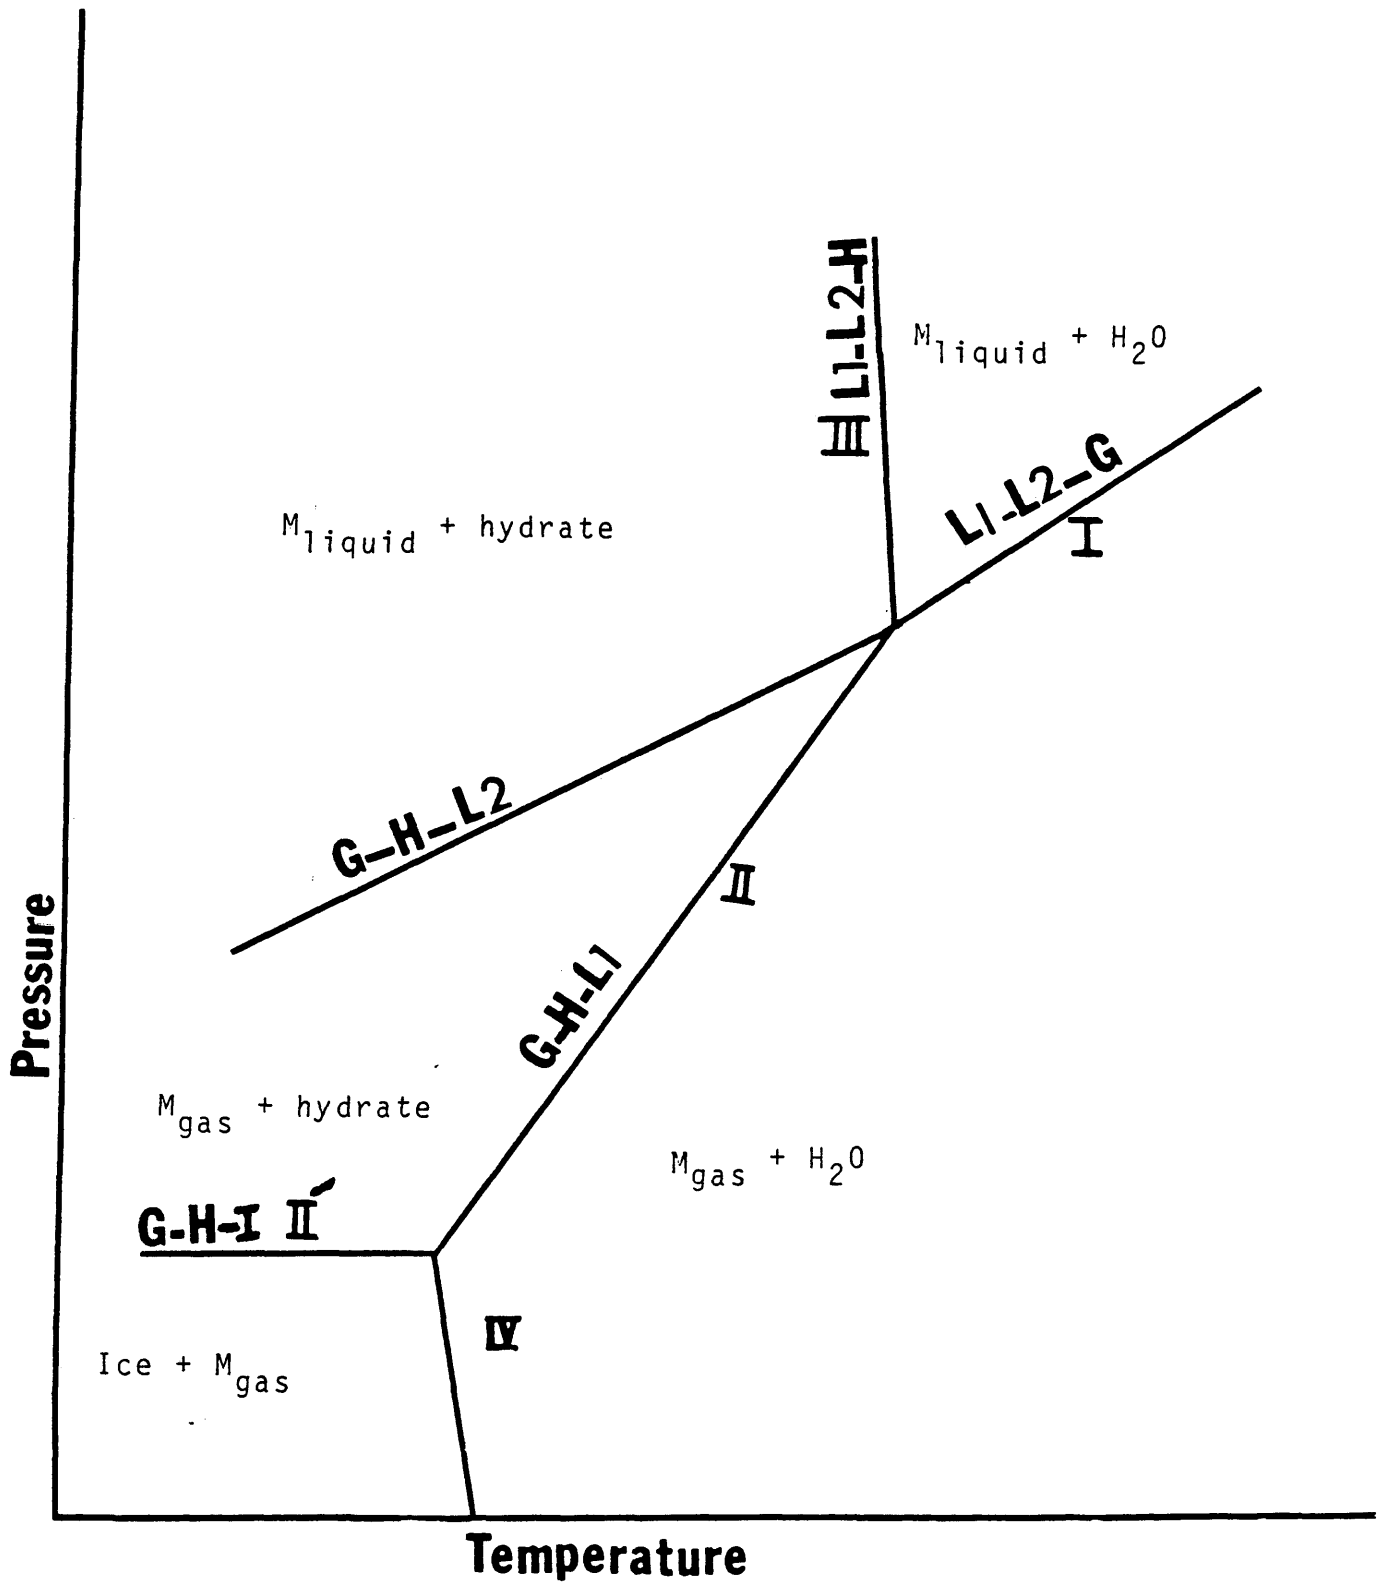 III L1-L2-H
M liquid + H2O
L1-L2-G
I
M liquid + hydrate
G-H-L2
II
G-H-L1
Pressure
M gas + hydrate
M gas + H2O
G-H-I II′
IV
Ice + M gas
Temperature